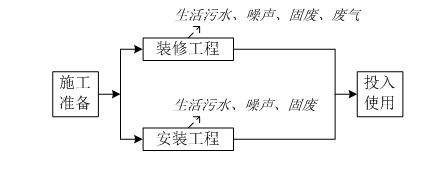 生活污水、噪声、固废、废气
装修工程
施工
准备
投入
使用
生活污水、噪声、固废
安装工程